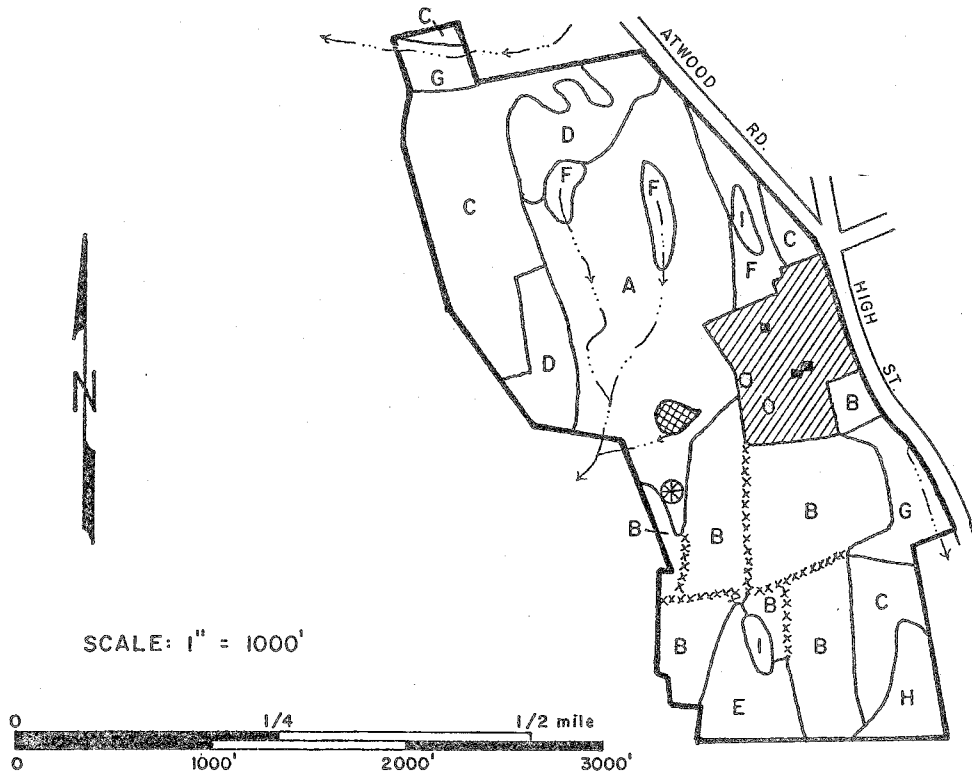 C
G
ATWOOD
RD.
D
F
F
C
I
C
F
A
HIGH
ST.
N
D
B
B
G
B
B
B
C
B
B
I
E
H
SCALE: 1" = 1000'
0 1/4 1/2 mile
0 1000' 2000' 3000'